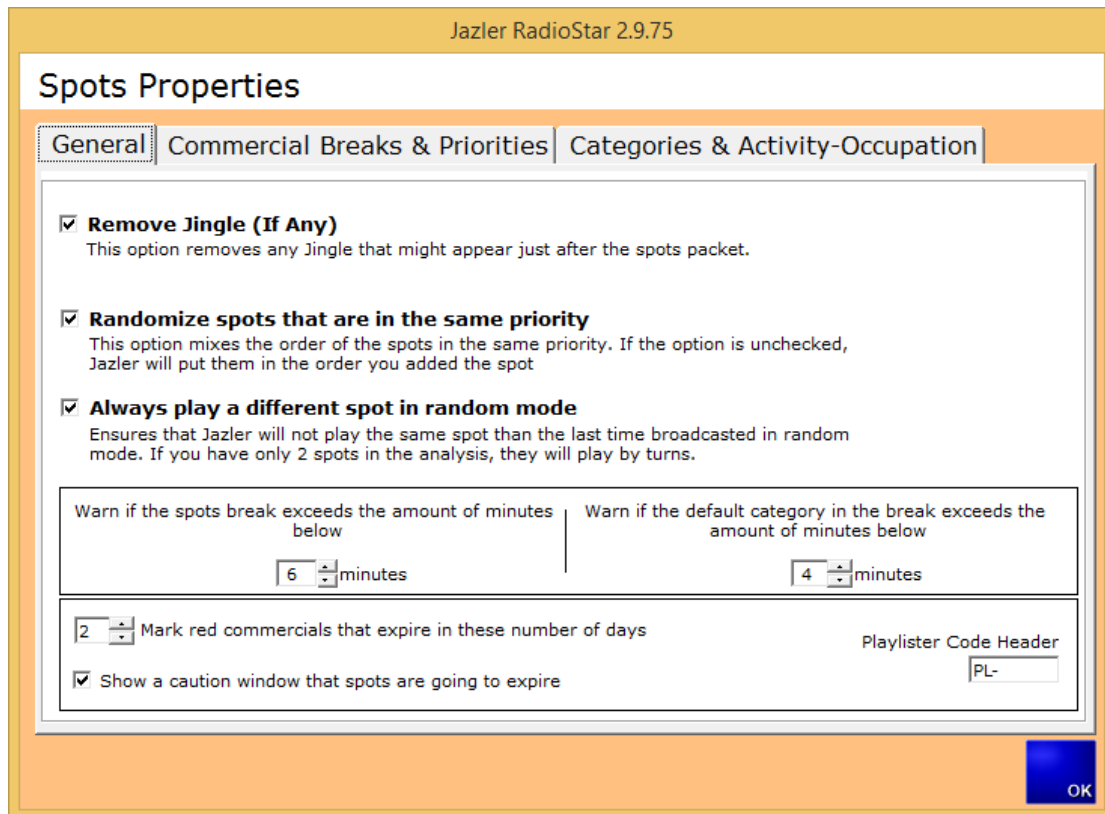 Jazler RadioStar 2.9.75
Spots Properties
General
Commercial Breaks & Priorities
Categories & Activity-Occupation
Remove Jingle (If Any)
This option removes any Jingle that might appear just after the spots packet.
Randomize spots that are in the same priority
This option mixes the order of the spots in the same priority. If the option is unchecked,
Jazler will put them in the order you added the spot
Always play a different spot in random mode
Ensures that Jazler will not play the same spot than the last time broadcasted in random
mode. If you have only 2 spots in the analysis, they will play by turns.
Warn if the spots break exceeds the amount of minutes
below
6 minutes
Warn if the default category in the break exceeds the
amount of minutes below
4 minutes
2 Mark red commercials that expire in these number of days
Show a caution window that spots are going to expire
Playlister Code Header
PL-
OK